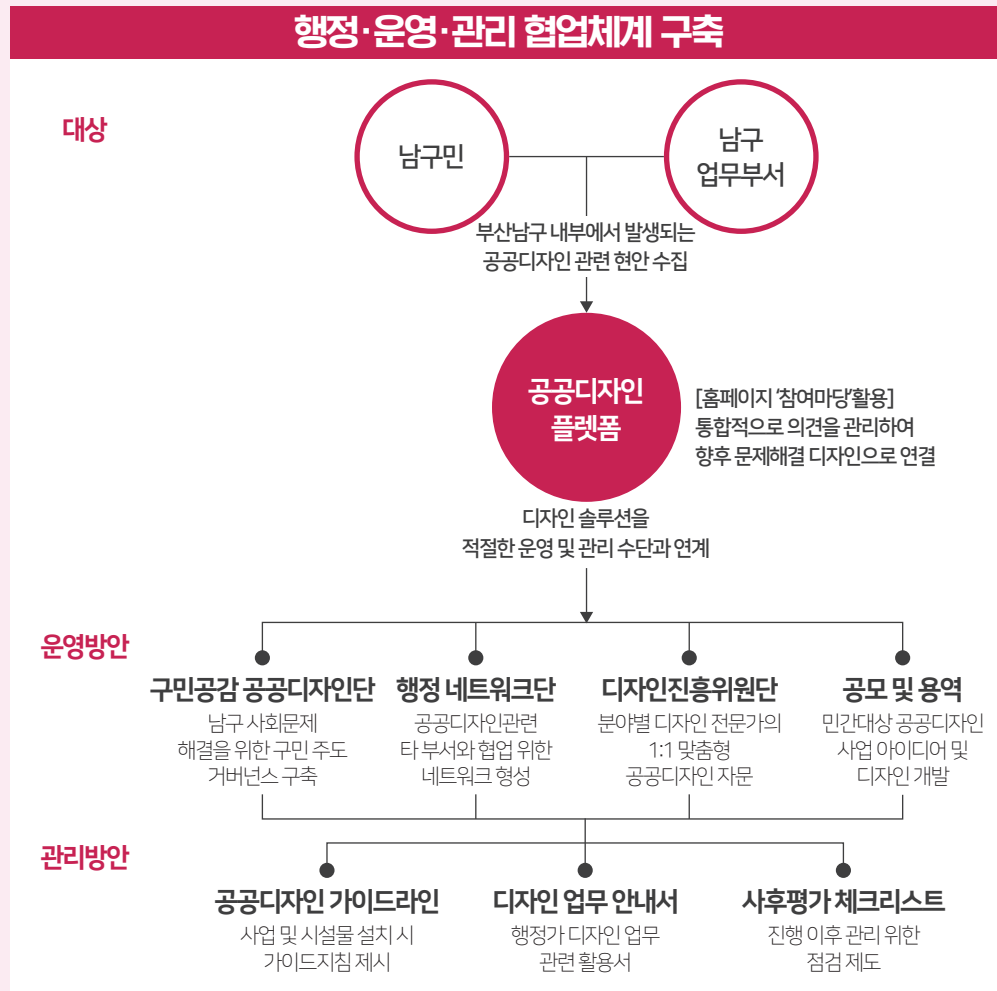 행정·운영·관리 협업체계 구축
대상
남구민
남구
업무부서
부산남구 내부에서 발생되는
공공디자인 관련 현안 수집
공공디자인
플렛폼
[홈페이지 '참여마당'활용]
통합적으로 의견을 관리하여
향후 문제해결 디자인으로 연결
디자인 솔루션을
적절한 운영 및 관리 수단과 연계
운영방안
구민공감 공공디자인단
남구 사회문제
해결을 위한 구민 주도
거버넌스 구축
행정 네트워크단
공공디자인관련
타 부서와 협업 위한
네트워크 형성
디자인진흥위원단
분야별 디자인 전문가의
1:1 맞춤형
공공디자인 자문
공모 및 용역
민간대상 공공디자인
사업 아이디어 및
디자인 개발
관리방안
공공디자인 가이드라인
사업 및 시설물 설치 시
가이드지침 제시
디자인 업무 안내서
행정가 디자인 업무
관련 활용서
사후평가 체크리스트
진행 이후 관리 위한
점검 제도